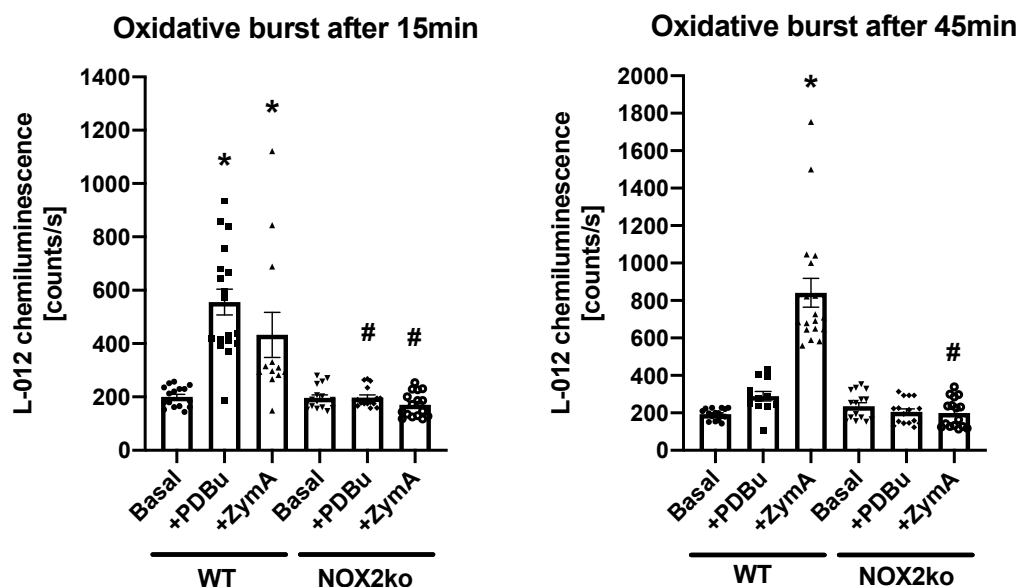 Oxidative burst after 15min
L-012 chemiluminescence
[counts/s]
1400
1200
1000
800
600
400
200
0
*
*
#
#
Basal
+PDBu
+ZymA
Basal
+PDBu
+ZymA
WT
NOX2ko
Oxidative burst after 45min
L-012 chemiluminescence
[counts/s]
2000
1800
1600
1400
1200
1000
800
600
400
200
0
*
#
Basal
+PDBu
+ZymA
Basal
+PDBu
+ZymA
WT
NOX2ko